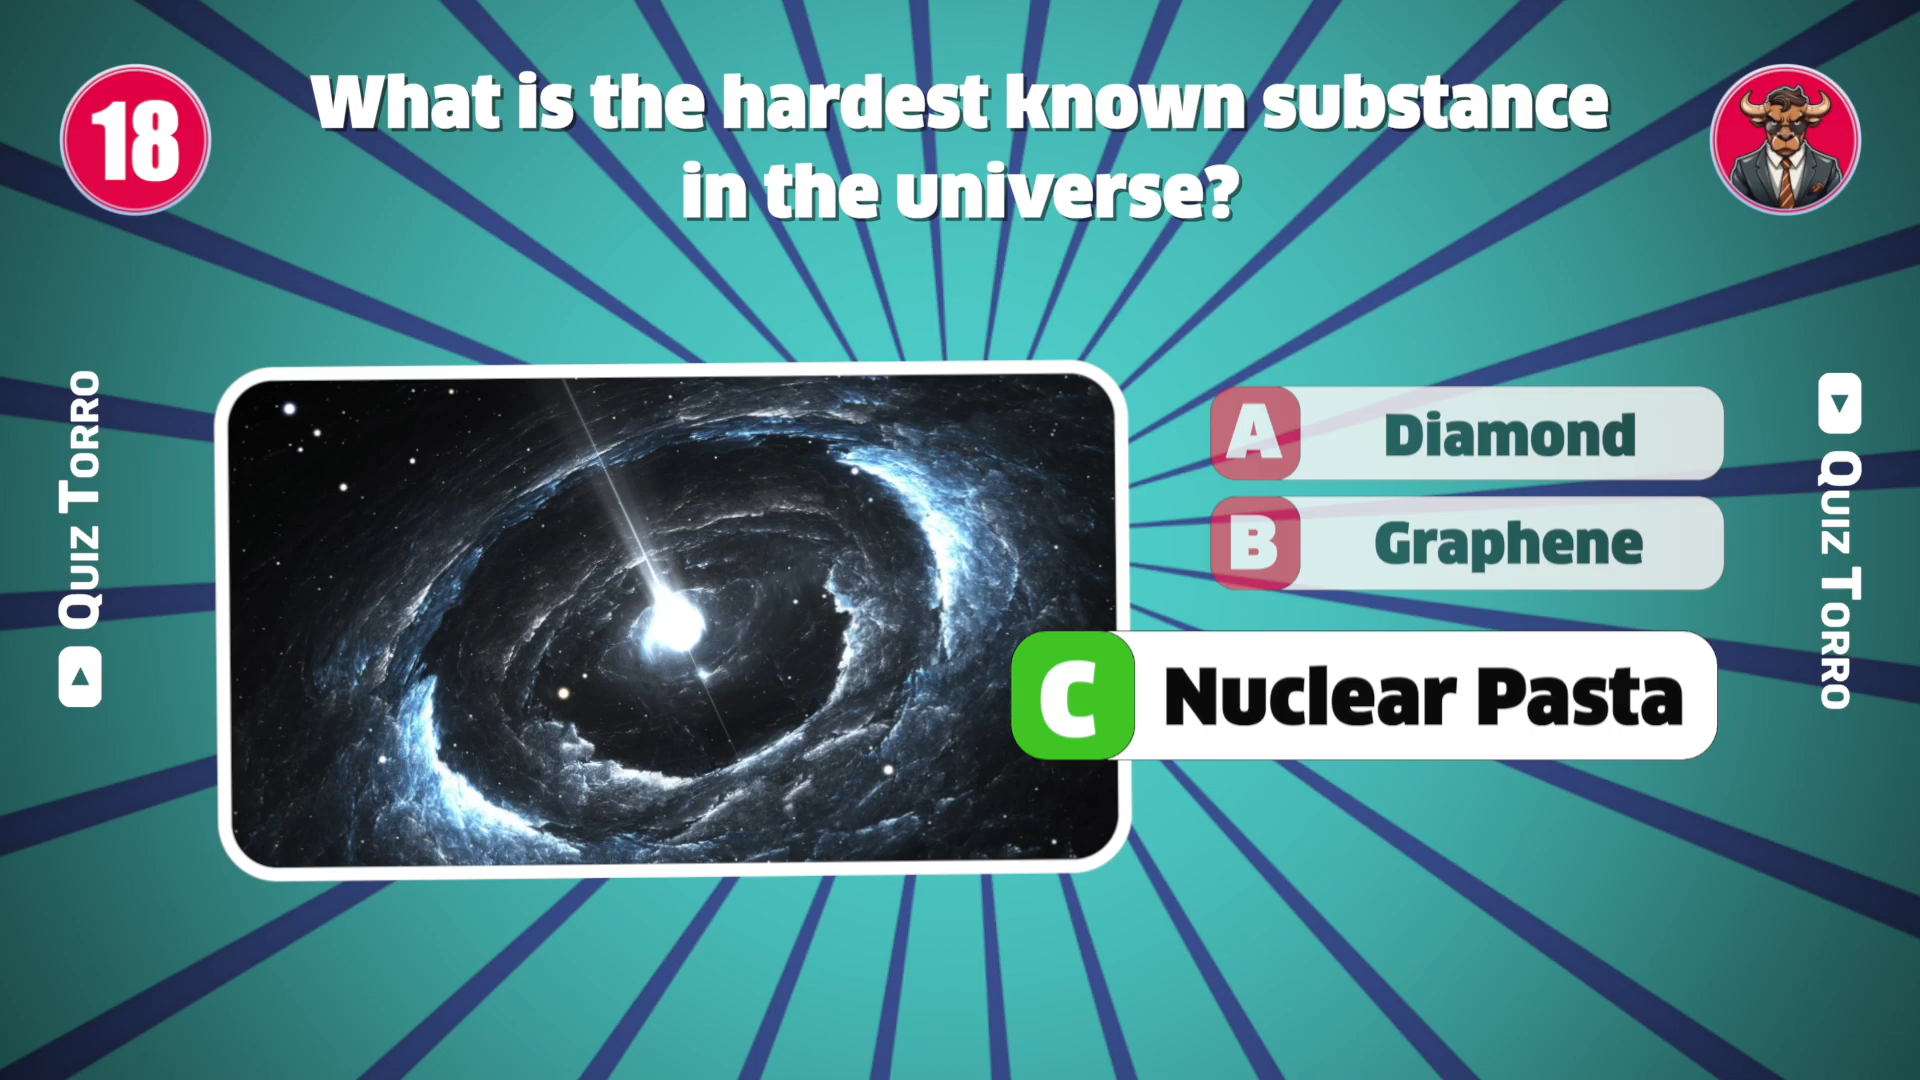 18
What is the hardest known substance
in the universe?
Quiz Torro
A Diamond
B Graphene
C Nuclear Pasta
Quiz Torro